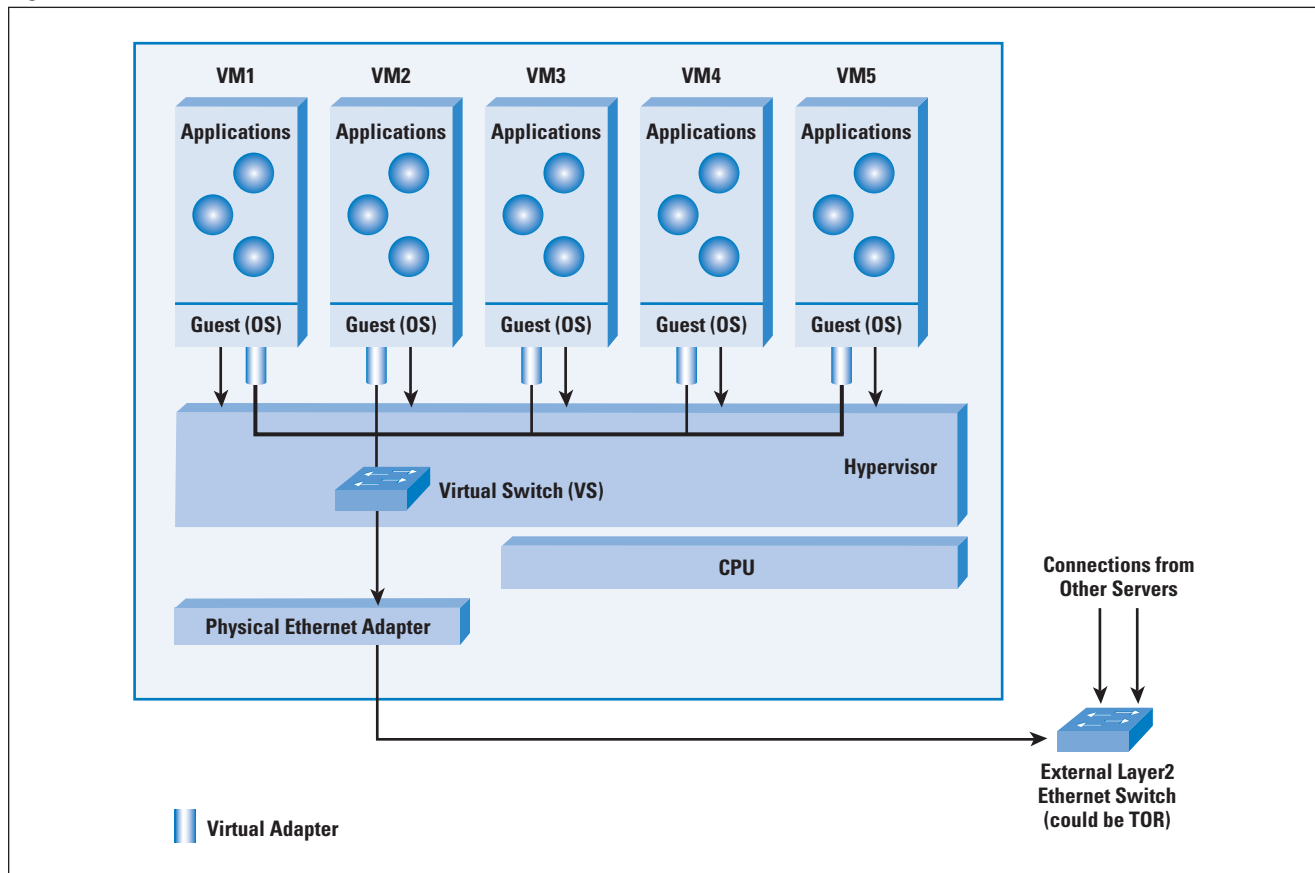 VM1
VM2
VM3
VM4
VM5
Applications
Applications
Applications
Applications
Applications
Guest (OS)
Guest (OS)
Guest (OS)
Guest (OS)
Guest (OS)
Hypervisor
Virtual Switch (VS)
CPU
Physical Ethernet Adapter
Connections from
Other Servers
External Layer2
Ethernet Switch
(could be TOR)
Virtual Adapter